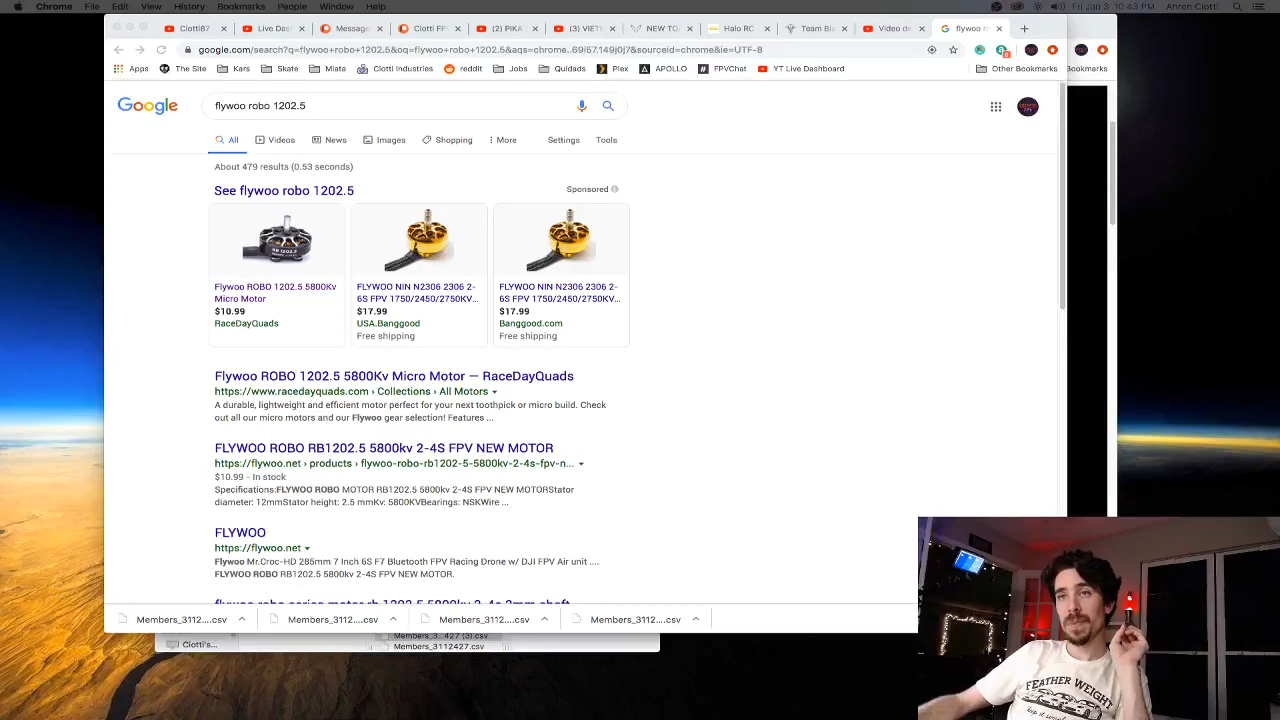 Chrome File Edit View History Bookmarks People Window Help
Fri Jan 10 10:43 PM Ahren Ciotti
Ciotti87 Live Das Message Ciotti FP (2) PIKA (3) VIET NEW TO Halo RC Team Bla Video de flywoo ro
google.com/search?q=flywoo+robo+1202.5&oq=flywoo+robo+1202.5&aqs=chrome..69i57.149j0j7&sourceid=chrome&ie=UTF-8
Apps The Site Kars Skate Miata Ciotti Industries reddit Jobs Quidads Plex APOLLO FPVChat YT Live Dashboard Other Bookmarks
Google
flywoo robo 1202.5
All Videos News Images Shopping More Settings Tools
About 479 results (0.53 seconds)
See flywoo robo 1202.5
Sponsored
RB 1202.5
Flywoo ROBO 1202.5 5800Kv
Micro Motor
$10.99
RaceDayQuads
FLYWOO NIN N2306 2306 2-
6S FPV 1750/2450/2750KV...
$17.99
USA.Banggood
Free shipping
FLYWOO NIN N2306 2306 2-
6S FPV 1750/2450/2750KV...
$17.99
Banggood.com
Free shipping
Flywoo ROBO 1202.5 5800Kv Micro Motor — RaceDayQuads
https://www.racedayquads.com › Collections › All Motors
A durable, lightweight and efficient motor perfect for your next toothpick or micro build. Check
out all our micro motors and our Flywoo gear selection! Features ...
FLYWOO ROBO RB1202.5 5800kv 2-4S FPV NEW MOTOR
https://flywoo.net › products › flywoo-robo-rb1202-5-5800kv-2-4s-fpv-n...
$10.99 - In stock
Specifications:FLYWOO ROBO MOTOR RB1202.5 5800kv 2-4S FPV NEW MOTORStator
diameter: 12mmStator height: 2.5 mmKv: 5800KVBearings: NSKWire ...
FLYWOO
https://flywoo.net
Flywoo Mr.Croc-HD 285mm 7 Inch 6S F7 Bluetooth FPV Racing Drone w/ DJI FPV Air unit ....
FLYWOO ROBO RB1202.5 5800kv 2-4S FPV NEW MOTOR.
flywoo robo series motor rb 1202.5 5800kv 2-4s 2mm shaft
Members_3112....csv Members_3112....csv Members_3112....csv Members_3112....csv
Ciotti's...
Members_3...427 (3).csv
Members_3112427.csv
FEATHER WEIGHT